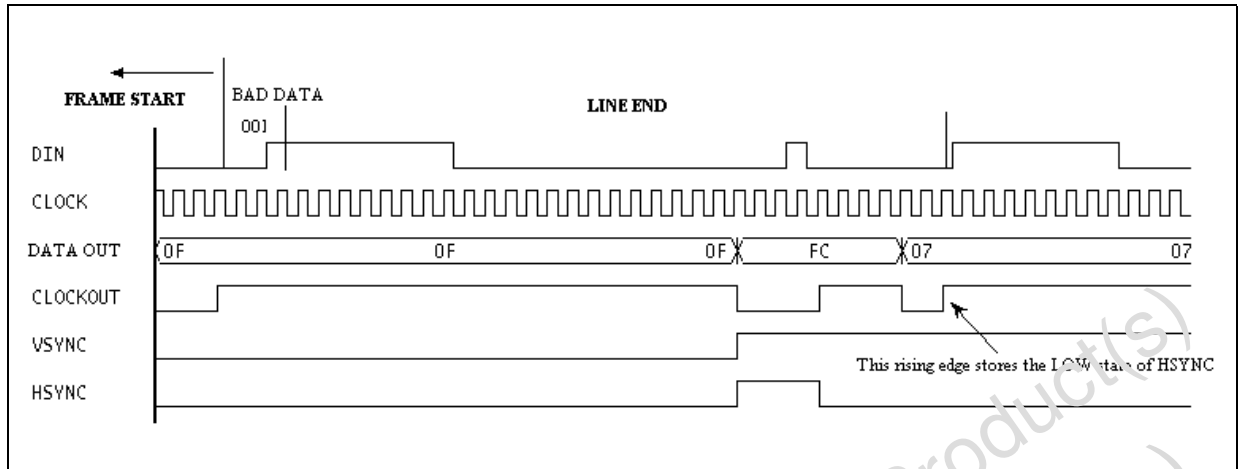 FRAME START
BAD DATA
001
LINE END
DIN
CLOCK
DATA OUT 0F 0F 0F FC 07 07
CLOCKOUT
VSYNC
This rising edge stores the LOW state of HSYNC
HSYNC
Product(s)